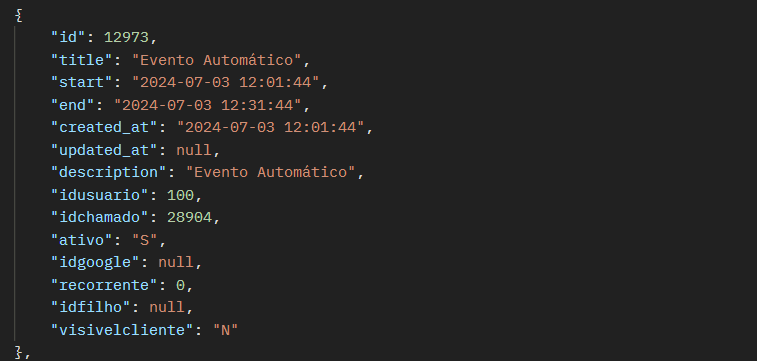 {
"id": 12973,
"title": "Evento Automático",
"start": "2024-07-03 12:01:44",
"end": "2024-07-03 12:31:44",
"created_at": "2024-07-03 12:01:44",
"updated_at": null,
"description": "Evento Automático",
"idusuario": 100,
"idchamado": 28904,
"ativo": "S",
"idgoogle": null,
"recorrente": 0,
"idfilho": null,
"visivelcliente": "N"
},